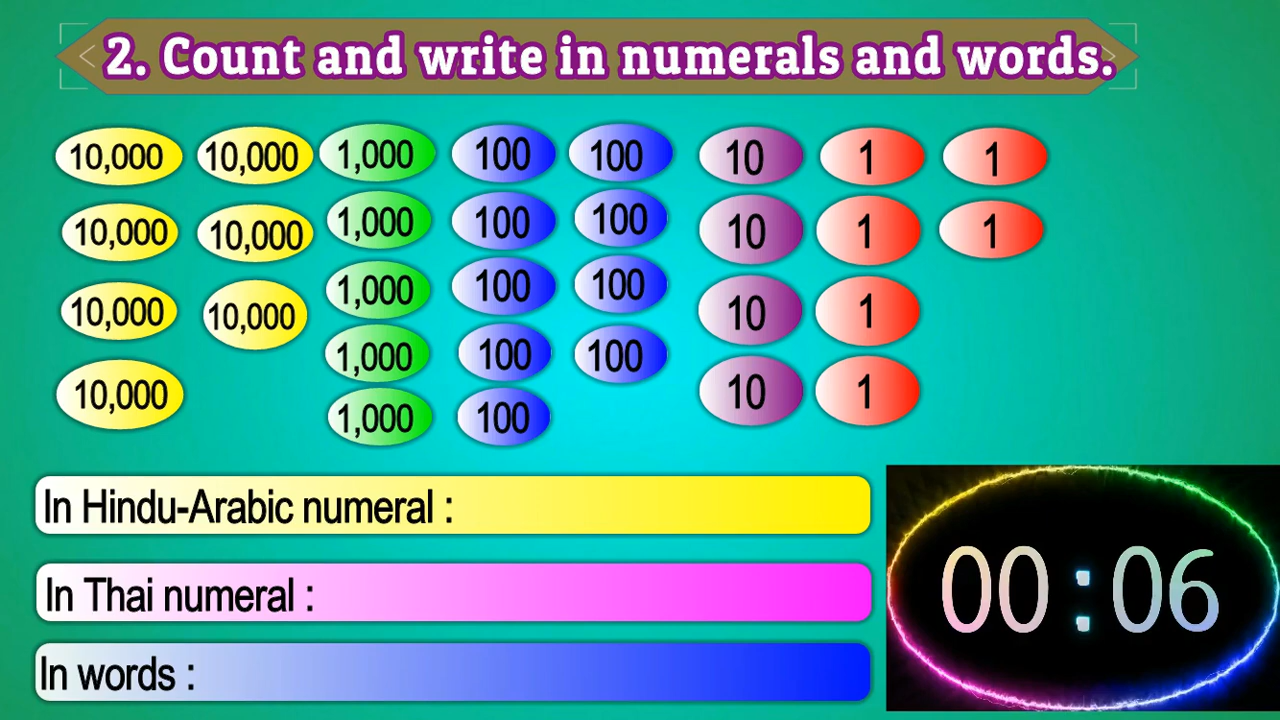 2. Count and write in numerals and words.
10,000 10,000 1,000 100 100 10 1 1
10,000 10,000 1,000 100 100 10 1 1
10,000 10,000 1,000 100 100 10 1
1,000 100 100
10,000 10 1
1,000 100
In Hindu-Arabic numeral :
In Thai numeral :
In words :
00:06